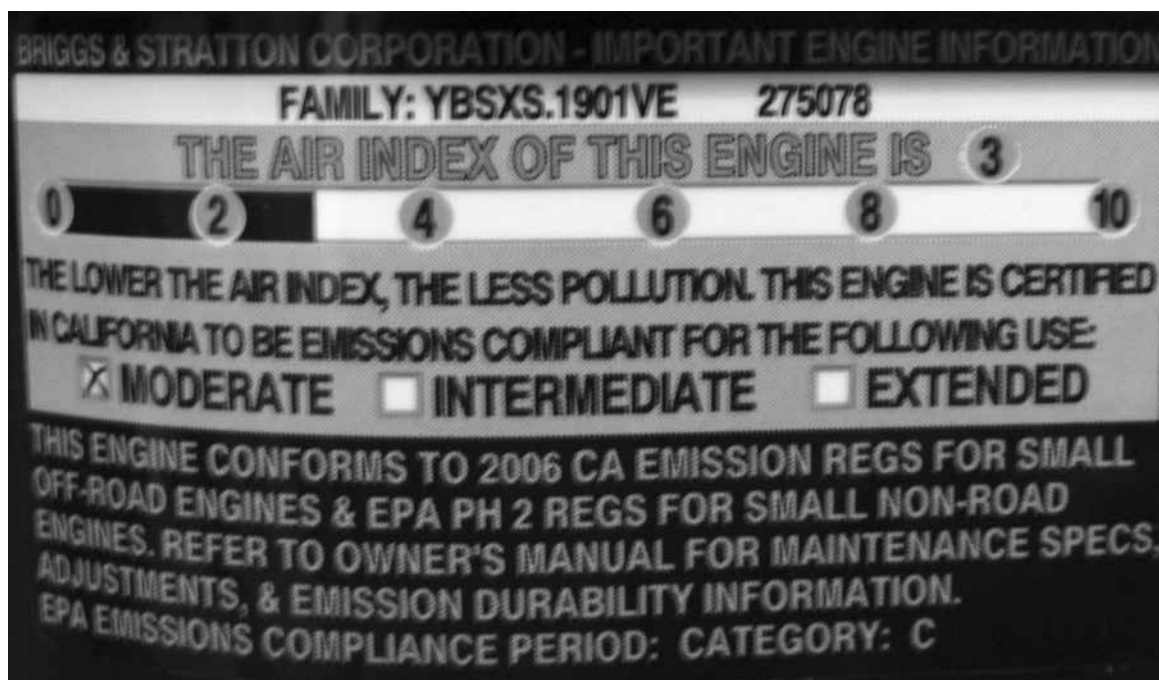 BRIGGS & STRATTON CORPORATION - IMPORTANT ENGINE INFORMATION
FAMILY: YBSXS.1901VE 275078
THE AIR INDEX OF THIS ENGINE IS 3
0 2 4 6 8 10
THE LOWER THE AIR INDEX, THE LESS POLLUTION. THIS ENGINE IS CERTIFIED
IN CALIFORNIA TO BE EMISSIONS COMPLIANT FOR THE FOLLOWING USE:
X MODERATE INTERMEDIATE EXTENDED
THIS ENGINE CONFORMS TO 2006 CA EMISSION REGS FOR SMALL
OFF-ROAD ENGINES & EPA PH 2 REGS FOR SMALL NON-ROAD
ENGINES. REFER TO OWNER'S MANUAL FOR MAINTENANCE SPECS,
ADJUSTMENTS, & EMISSION DURABILITY INFORMATION.
EPA EMISSIONS COMPLIANCE PERIOD: CATEGORY: C